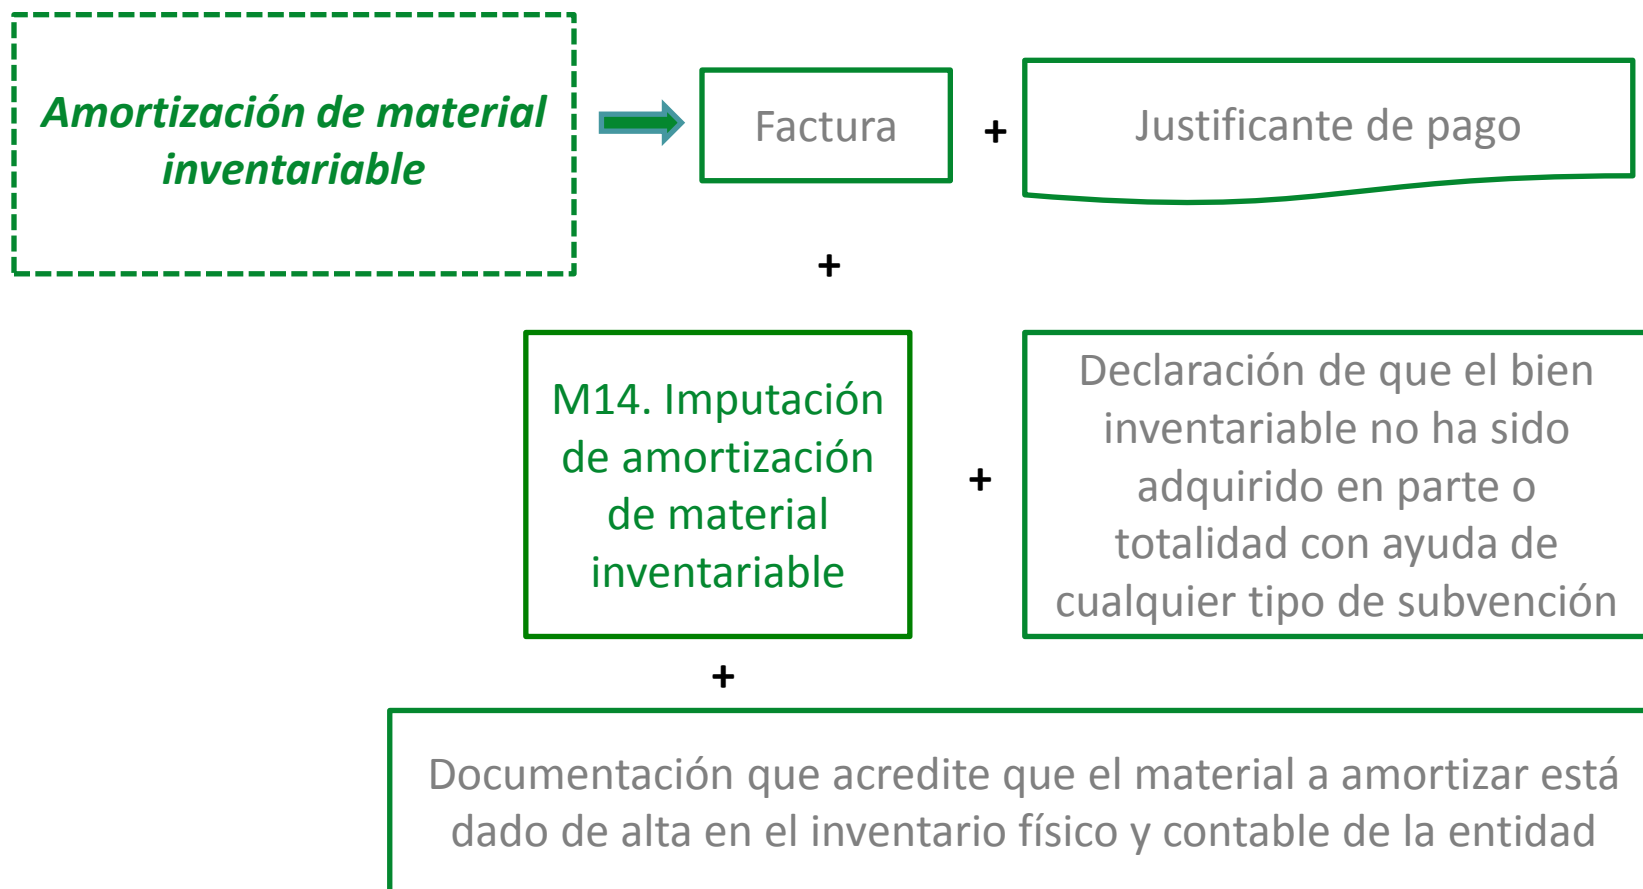 Amortización de material
inventariable
Factura
+
Justificante de pago
+
M14. Imputación
de amortización
de material
inventariable
+
Declaración de que el bien
inventariable no ha sido
adquirido en parte o
totalidad con ayuda de
cualquier tipo de subvención
+
Documentación que acredite que el material a amortizar está
dado de alta en el inventario físico y contable de la entidad